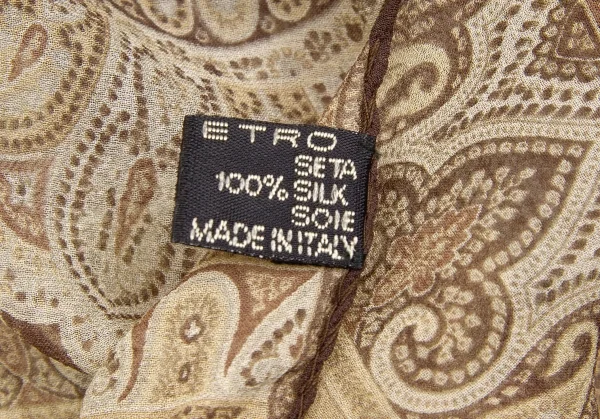 ETRO
SETA
100% SILK
SOIE
MADE IN ITALY